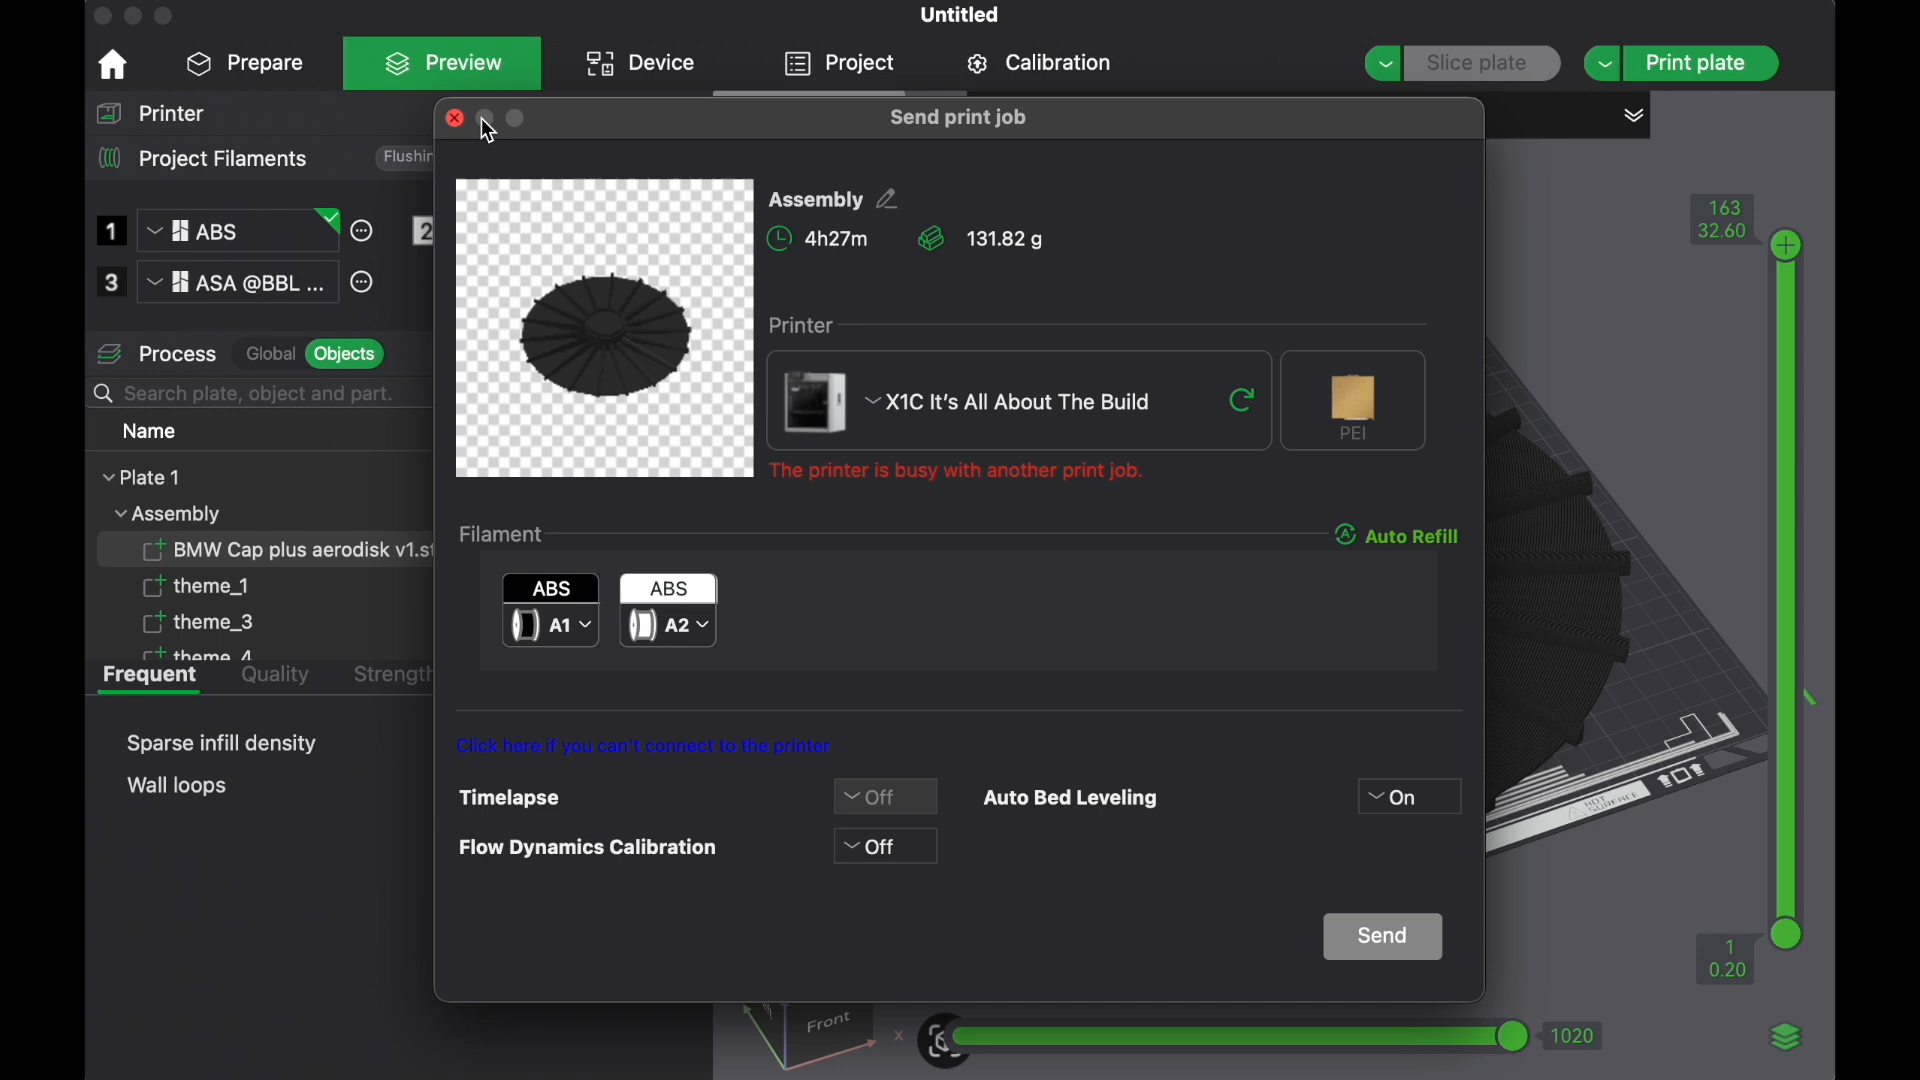 Untitled
Prepare
Preview
Device
Project
Calibration
Slice plate
Print plate
Printer
Project Filaments
Flushin
1 ABS
2
3 ASA @BBL ...
Process Global Objects
Search plate, object and part.
Name
Plate 1
Assembly
BMW Cap plus aerodisk v1.st
theme_1
theme_3
theme_4
Frequent Quality Strength
Sparse infill density
Wall loops
Send print job
Assembly
4h27m 131.82 g
Printer
X1C It's All About The Build
PEI
The printer is busy with another print job.
Filament
Auto Refill
ABS ABS
A1 A2
Click here if you can't connect to the printer
Timelapse Off
Auto Bed Leveling On
Flow Dynamics Calibration Off
Send
163
32.60
1
0.20
HOT
SURFACE
Front
X
1020